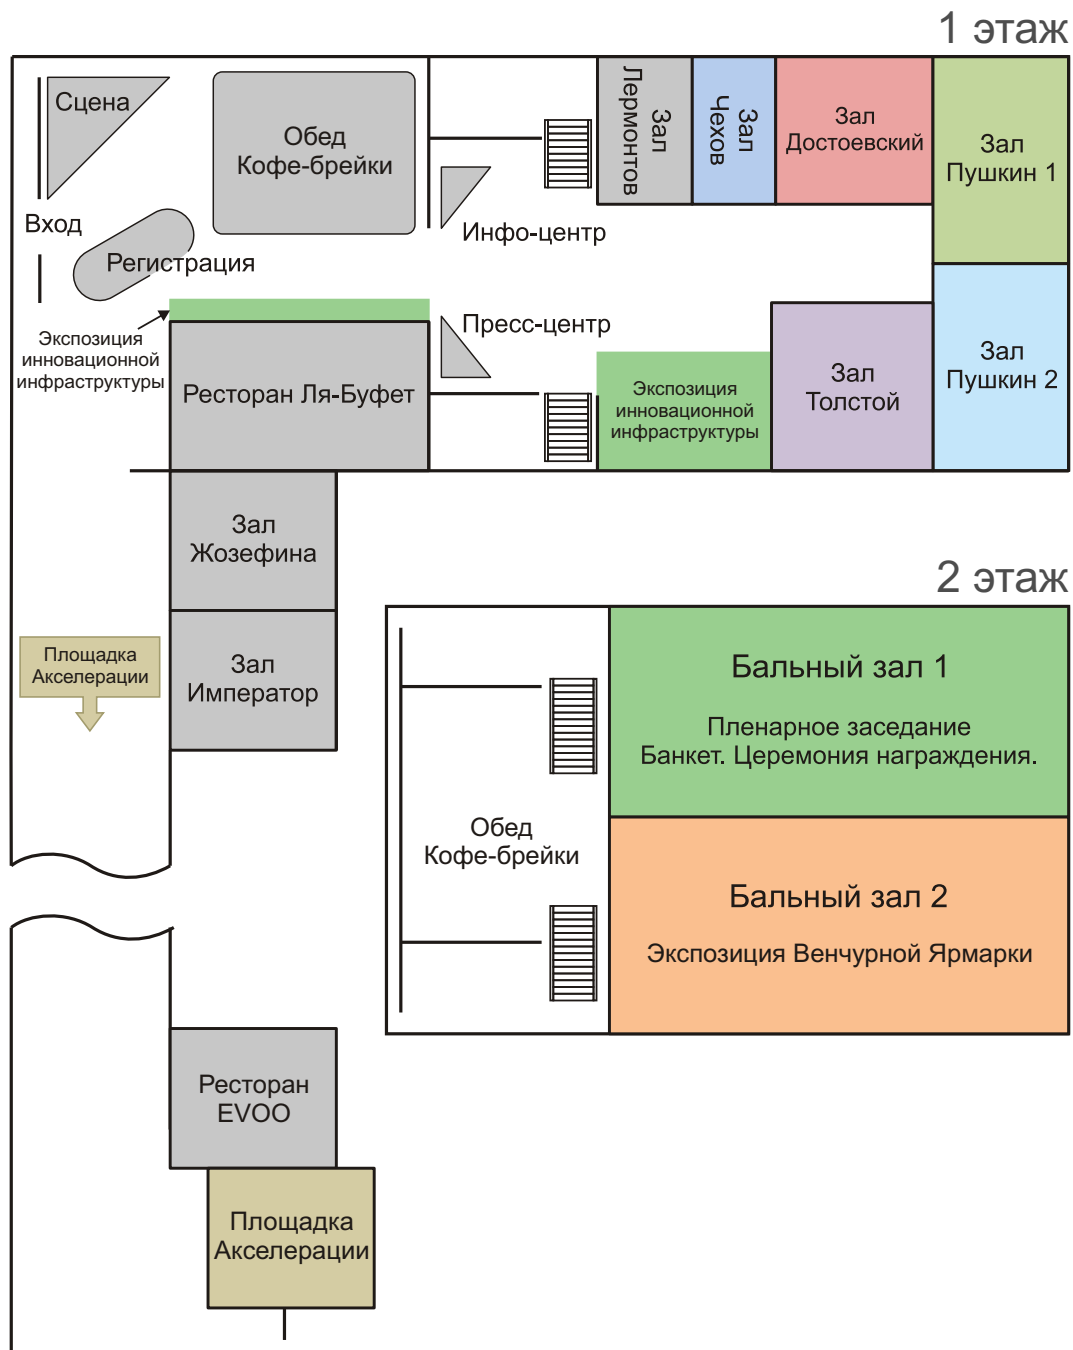 1 этаж
Сцена
Обед
Кофе-брейки
Зал
Лермонтов
Зал
Чехов
Зал
Достоевский
Зал
Пушкин 1
Вход
Регистрация
Инфо-центр
Экспозиция
инновационной
инфраструктуры
Ресторан Ля-Буфет
Пресс-центр
Экспозиция
инновационной
инфраструктуры
Зал
Толстой
Зал
Пушкин 2
Зал
Жозефина
Площадка
Акселерации
Зал
Император
2 этаж
Бальный зал 1
Пленарное заседание
Банкет. Церемония награждения.
Обед
Кофе-брейки
Бальный зал 2
Экспозиция Венчурной Ярмарки
Ресторан
EVOO
Площадка
Акселерации